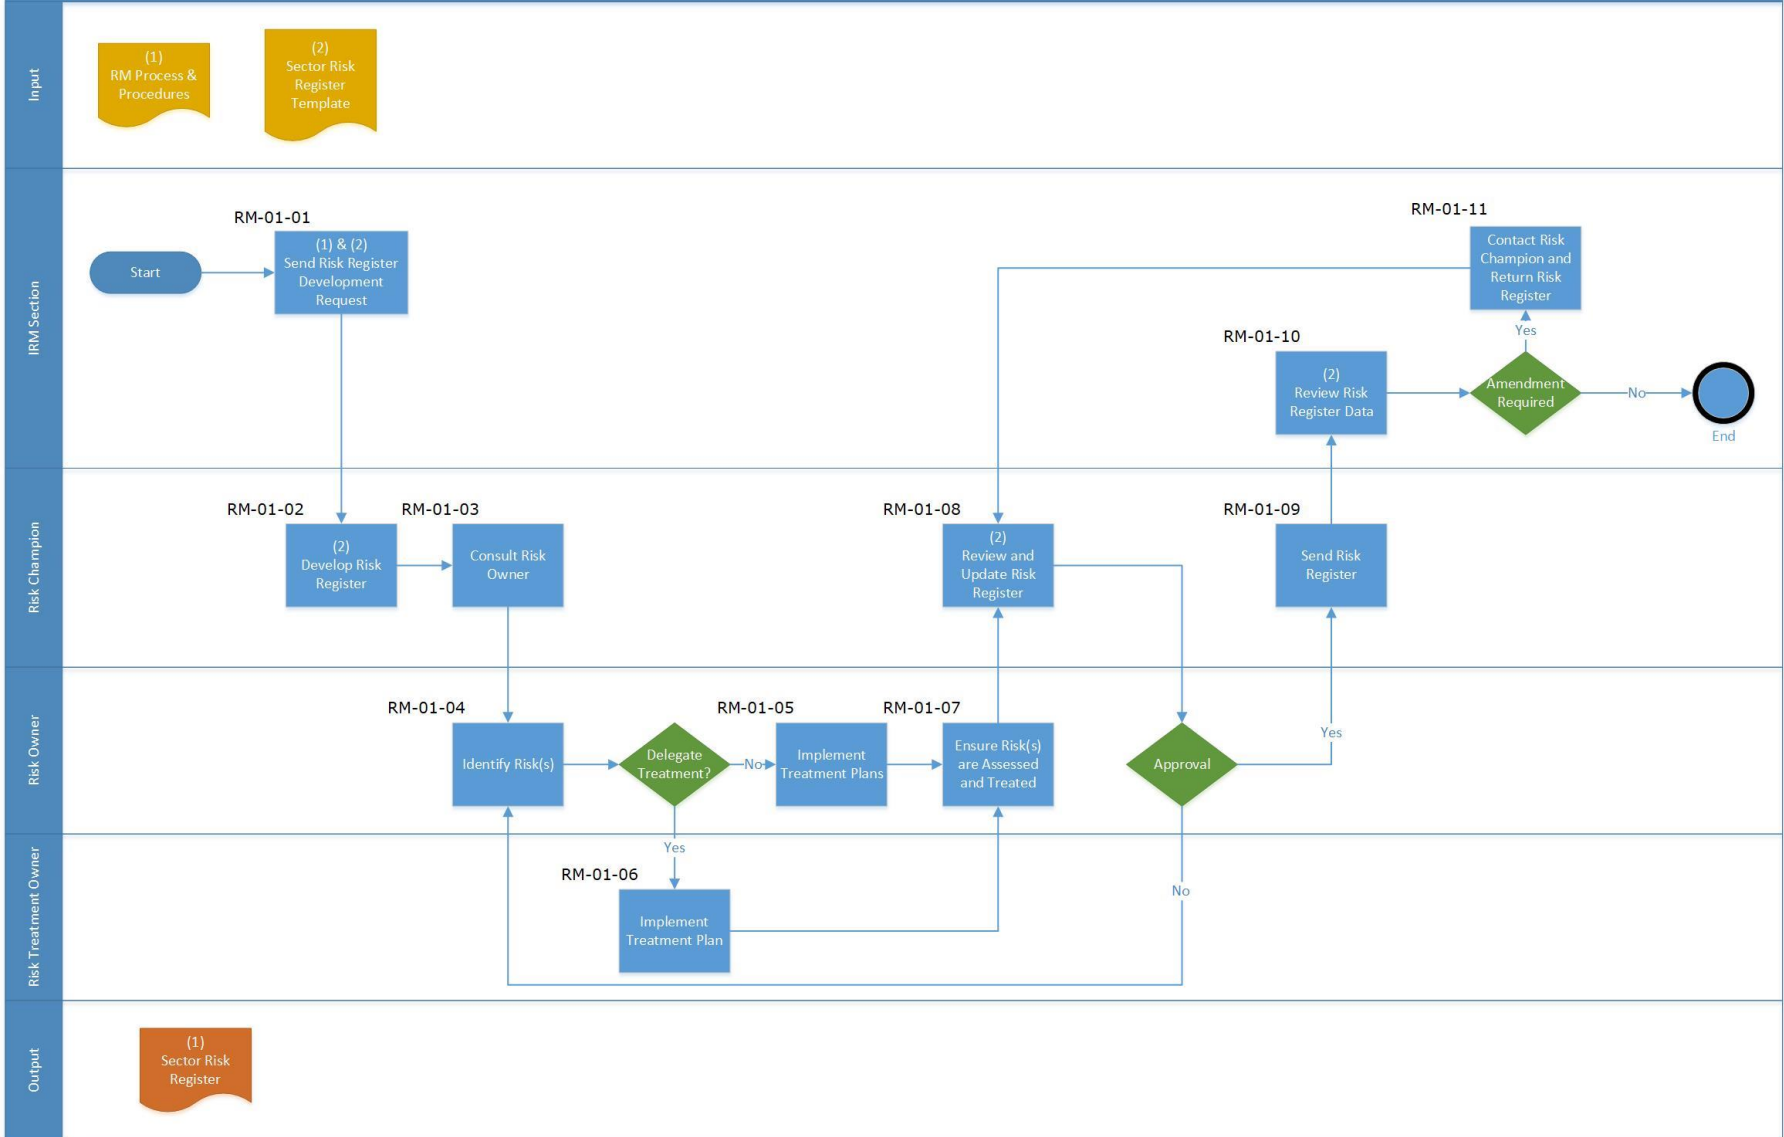 Input
(1)
RM Process &
Procedures
(2)
Sector Risk
Register
Template
IRM Section
Start
RM-01-01
(1) & (2)
Send Risk Register
Development
Request
RM-01-11
Contact Risk
Champion and
Return Risk
Register
Yes
RM-01-10
(2)
Review Risk
Register Data
Amendment
Required
No
End
Risk Champion
RM-01-02
(2)
Develop Risk
Register
RM-01-03
Consult Risk
Owner
RM-01-08
(2)
Review and
Update Risk
Register
RM-01-09
Send Risk
Register
Risk Owner
RM-01-04
Identify Risk(s)
Delegate
Treatment?
No
RM-01-05
Implement
Treatment Plans
RM-01-07
Ensure Risk(s)
are Assessed
and Treated
Approval
Yes
Risk Treatment Owner
Yes
RM-01-06
Implement
Treatment Plan
No
Output
(1)
Sector Risk
Register